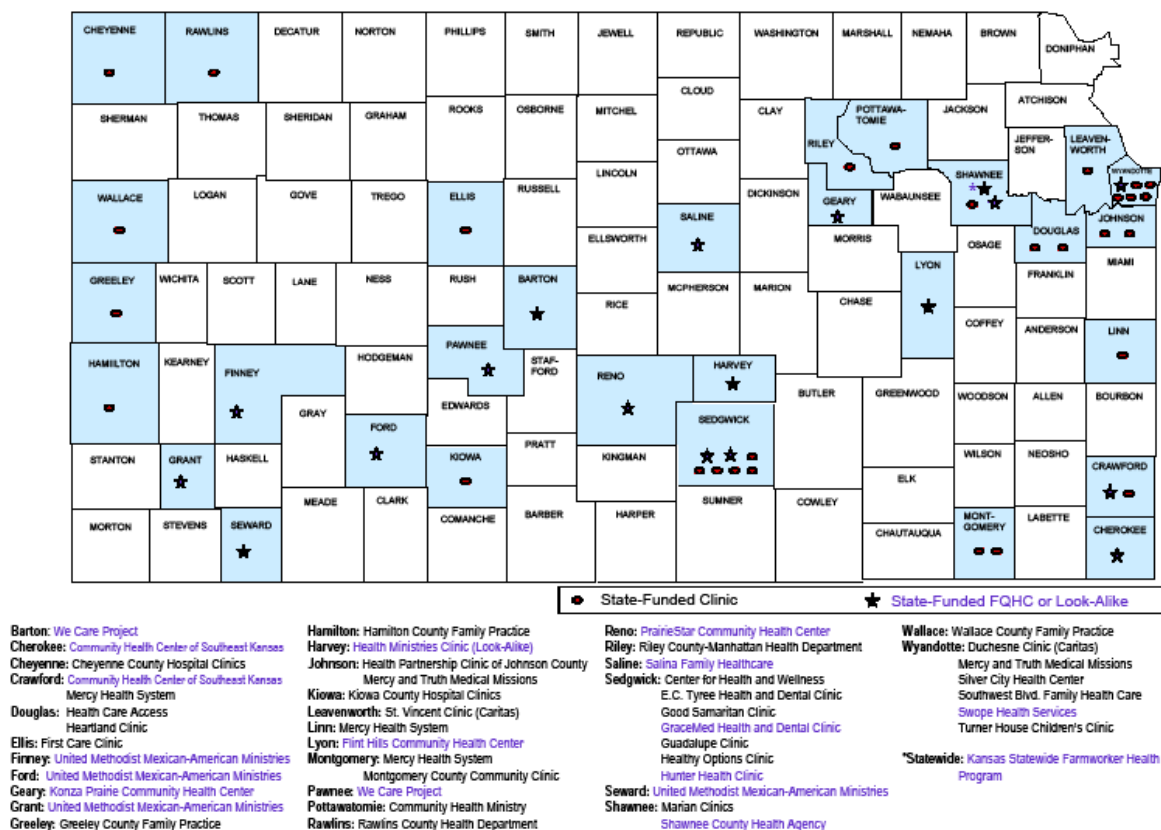 CHEYENNE
RAWLINS
DECATUR
NORTON
PHILLIPS
SMITH
JEWELL
REPUBLIC
WASHINGTON
MARSHALL
NEMAHA
BROWN
DONIPHAN
SHERMAN
THOMAS
SHERIDAN
GRAHAM
ROOKS
OSBORNE
MITCHEL
CLOUD
CLAY
RILEY
POTTAWA-
TOMIE
JACKSON
ATCHISON
JEFFER-
SON
LEAVEN-
WORTH
WYANDOTTE
OTTAWA
LINCOLN
WALLACE
LOGAN
GOVE
TREGO
ELLIS
RUSSELL
SALINE
DICKINSON
GEARY
WABAUNSEE
SHAWNEE
*
DOUGLAS
JOHNSON
ELLSWORTH
MORRIS
OSAGE
MIAMI
FRANKLIN
GREELEY
WICHITA
SCOTT
LANE
NESS
RUSH
BARTON
RICE
MCPHERSON
MARION
CHASE
LYON
COFFEY
ANDERSON
LINN
HAMIILTON
KEARNEY
FINNEY
HODGEMAN
PAWNEE
STAF-
FORD
EDWARDS
RENO
HARVEY
BUTLER
GREENWOOD
WOODSON
ALLEN
BOURBON
GRAY
FORD
KIOWA
PRATT
KINGMAN
SEDGWICK
STANTON
GRANT
HASKELL
WILSON
NEOSHO
CRAWFORD
ELK
MORTON
STEVENS
SEWARD
MEADE
CLARK
COMANCHE
BARBER
HARPER
SUMNER
COWLEY
CHAUTAUQUA
MONT-
GOMERY
LABETTE
CHEROKEE
State-Funded Clinic
State-Funded FQHC or Look-Alike
Barton: We Care Project
Cherokee: Community Health Center of Southeast Kansas
Cheyenne: Cheyenne County Hospital Clinics
Crawford: Community Health Center of Southeast Kansas
Mercy Health System
Douglas: Health Care Access
Heartland Clinic
Ellis: First Care Clinic
Finney: United Methodist Mexican-American Ministries
Ford: United Methodist Mexican-American Ministries
Geary: Konza Prairie Community Health Center
Grant: United Methodist Mexican-American Ministries
Greeley: Greeley County Family Practice
Hamilton: Hamilton County Family Practice
Harvey: Health Ministries Clinic (Look-Alike)
Johnson: Health Partnership Clinic of Johnson County
Mercy and Truth Medical Missions
Kiowa: Kiowa County Hospital Clinics
Leavenworth: St. Vincent Clinic (Caritas)
Linn: Mercy Health System
Lyon: Flint Hills Community Health Center
Montgomery: Mercy Health System
Montgomery County Community Clinic
Pawnee: We Care Project
Pottawatomie: Community Health Ministry
Rawlins: Rawlins County Health Department
Reno: PrairieStar Community Health Center
Riley: Riley County-Manhattan Health Department
Saline: Salina Family Healthcare
Sedgwick: Center for Health and Wellness
E.C. Tyree Health and Dental Clinic
Good Samaritan Clinic
GraceMed Health and Dental Clinic
Guadalupe Clinic
Healthy Options Clinic
Hunter Health Clinic
Seward: United Methodist Mexican-American Ministries
Shawnee: Marian Clinics
Shawnee County Health Agency
Wallace: Wallace County Family Practice
Wyandotte: Duchesne Clinic (Caritas)
Mercy and Truth Medical Missions
Silver City Health Center
Southwest Blvd. Family Health Care
Swope Health Services
Turner House Children's Clinic
*Statewide: Kansas Statewide Farmworker Health
Program